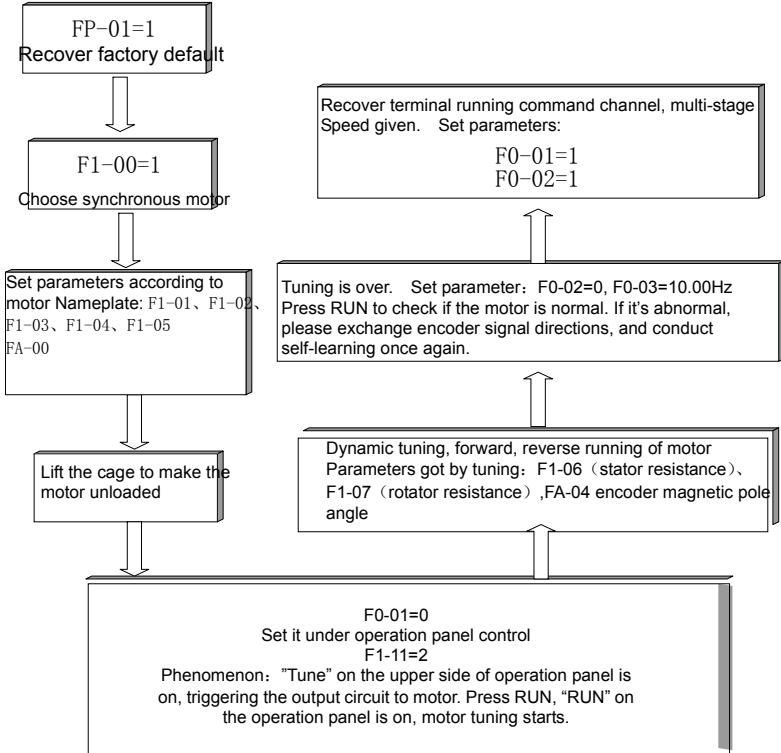 FP-01=1
Recover factory default
F1-00=1
Choose synchronous motor
Set parameters according to
motor Nameplate: F1-01、F1-02、
F1-03、F1-04、F1-05
FA-00
Lift the cage to make the
motor unloaded
F0-01=0
Set it under operation panel control
F1-11=2
Phenomenon：”Tune” on the upper side of operation panel is
on, triggering the output circuit to motor. Press RUN, “RUN” on
the operation panel is on, motor tuning starts.
Dynamic tuning, forward, reverse running of motor
Parameters got by tuning：F1-06（stator resistance）、
F1-07（rotator resistance）,FA-04 encoder magnetic pole
angle
Tuning is over. Set parameter：F0-02=0, F0-03=10.00Hz
Press RUN to check if the motor is normal. If it’s abnormal,
please exchange encoder signal directions, and conduct
self-learning once again.
Recover terminal running command channel, multi-stage
Speed given. Set parameters:
F0-01=1
F0-02=1